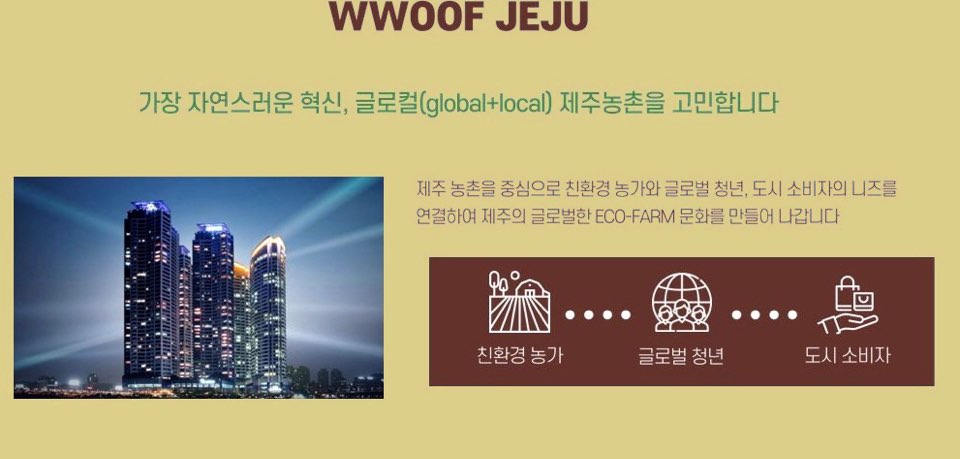 WWOOF JEJU
가장 자연스러운 혁신, 글로컬(global+local) 제주농촌을 고민합니다
제주 농촌을 중심으로 친환경 농가와 글로벌 청년, 도시 소비자의 니즈를
연결하여 제주의 글로벌한 ECO-FARM 문화를 만들어 나갑니다
친환경 농가
글로벌 청년
도시 소비자